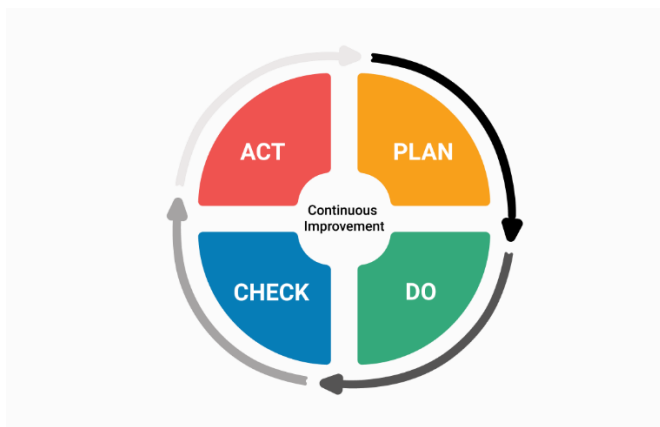 ACT
PLAN
Continuous
Improvement
CHECK
DO